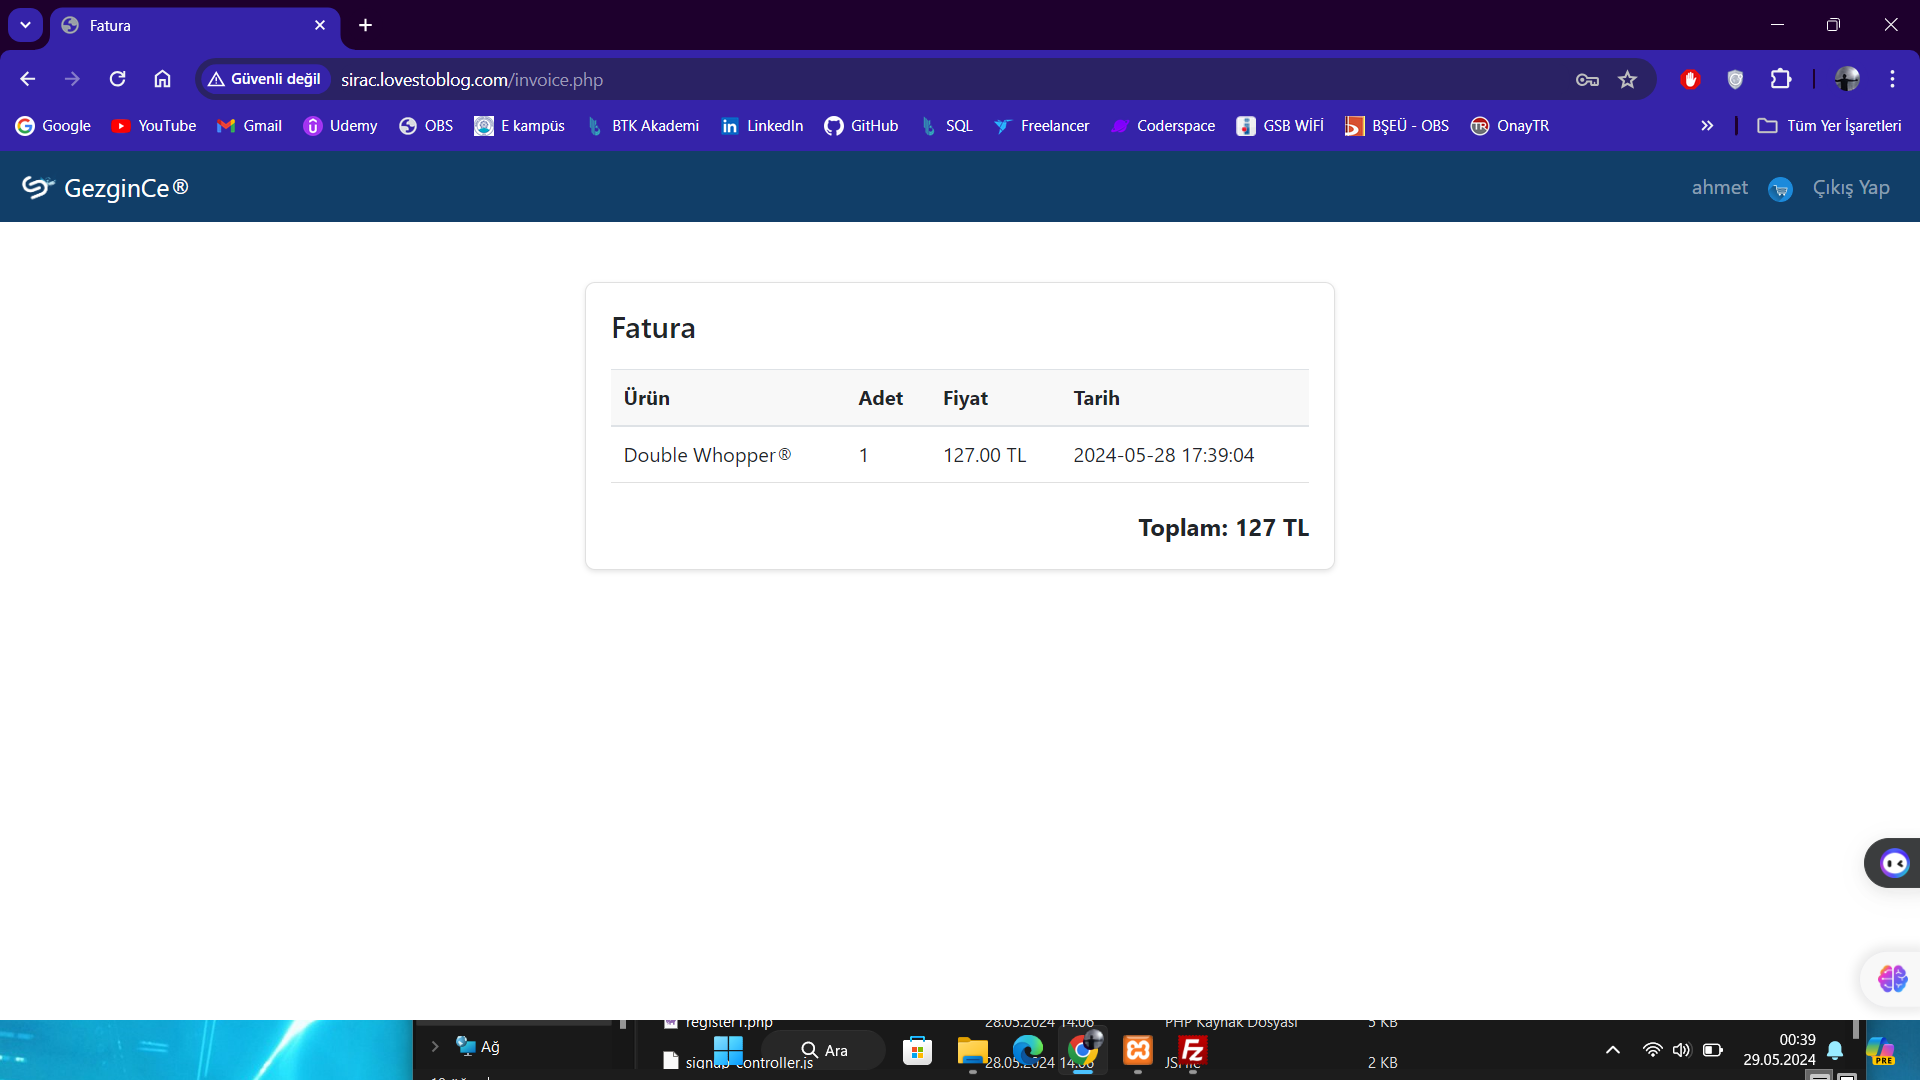 Fatura
Güvenli değil sirac.lovestoblog.com/invoice.php
Google YouTube Gmail Udemy OBS E kampüs BTK Akademi LinkedIn GitHub SQL Freelancer Coderspace GSB WİFİ BŞEÜ - OBS OnayTR » Tüm Yer İşaretleri
GezginCe® ahmet Çıkış Yap
Fatura
Ürün Adet Fiyat Tarih
Double Whopper® 1 127.00 TL 2024-05-28 17:39:04
Toplam: 127 TL
register1.php 28.05.2024 14:06 PHP Kaynak Dosyası 5 KB
Ağ Ara 00:39
signup-controller.js 28.05.2024 14:06 JS File 2 KB 29.05.2024 PRE